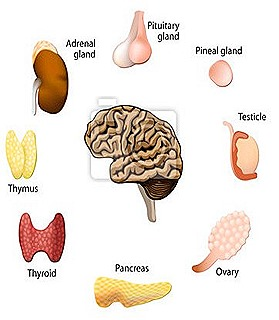 Pituitary
gland
Adrenal
gland
Pineal gland
Testicle
Thymus
Thyroid
Pancreas
Ovary